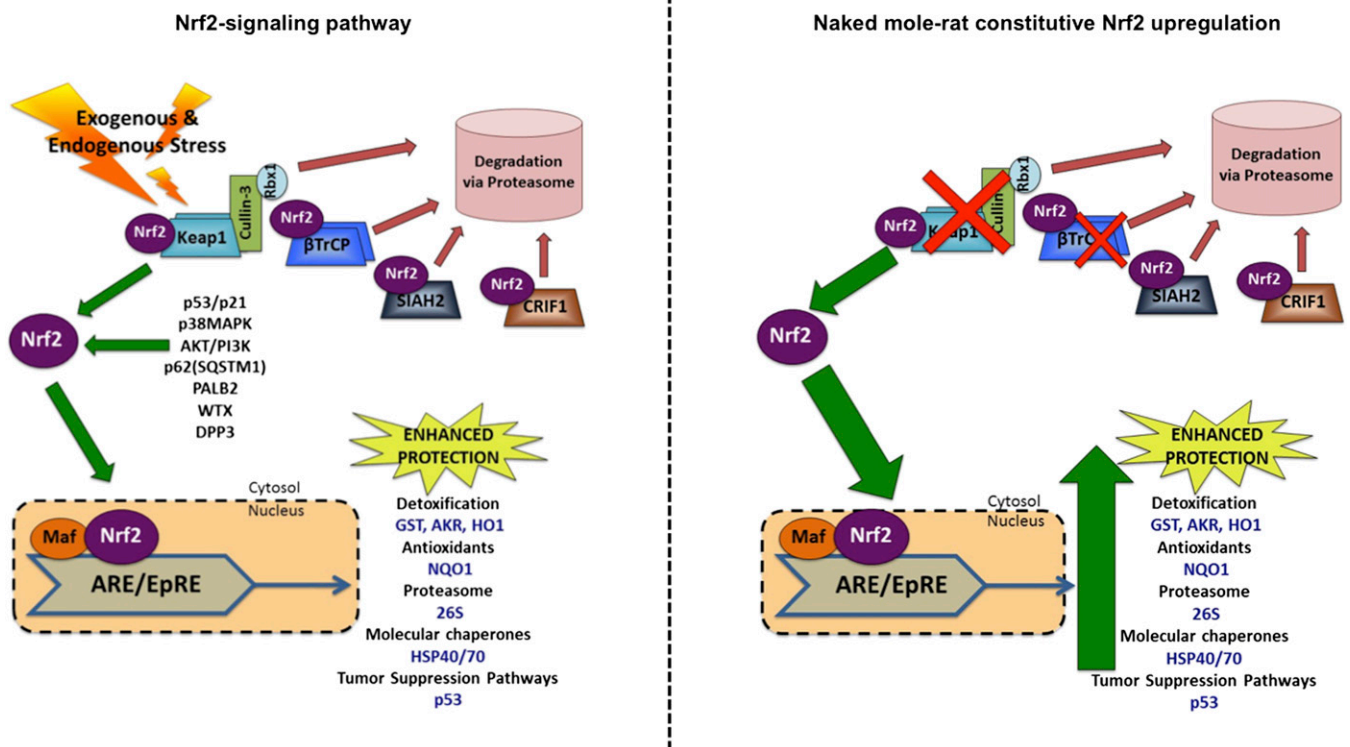 Nrf2-signaling pathway
Exogenous &
Endogenous Stress
Rbx1
Cullin-3
Nrf2
Keap1
Nrf2
βTrCP
Nrf2
SIAH2
Nrf2
CRIF1
Degradation
via Proteasome
Nrf2
p53/p21
p38MAPK
AKT/PI3K
p62(SQSTM1)
PALB2
WTX
DPP3
Cytosol
Nucleus
Maf
Nrf2
ARE/EpRE
ENHANCED
PROTECTION
Detoxification
GST, AKR, HO1
Antioxidants
NQO1
Proteasome
26S
Molecular chaperones
HSP40/70
Tumor Suppression Pathways
p53
Naked mole-rat constitutive Nrf2 upregulation
Rbx1
Cullin
Nrf2
Keap1
Nrf2
βTrC
Nrf2
SIAH2
Nrf2
CRIF1
Degradation
via Proteasome
Nrf2
Cytosol
Nucleus
Maf
Nrf2
ARE/EpRE
ENHANCED
PROTECTION
Detoxification
GST, AKR, HO1
Antioxidants
NQO1
Proteasome
26S
Molecular chaperones
HSP40/70
Tumor Suppression Pathways
p53